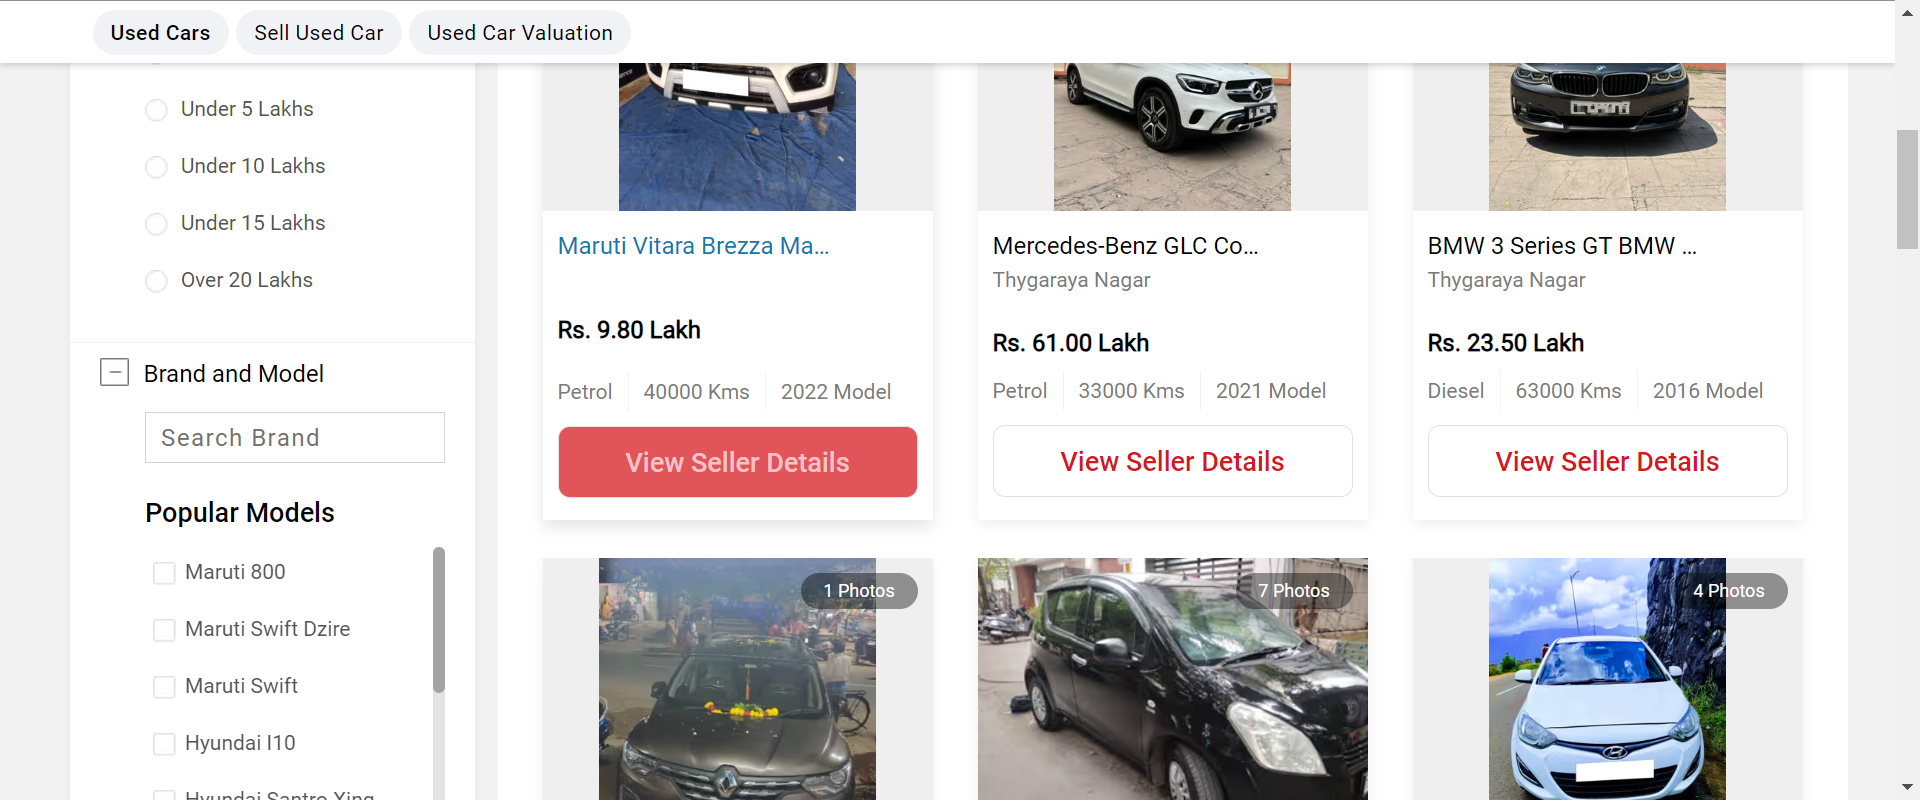 Used Cars
Sell Used Car
Used Car Valuation
Under 5 Lakhs
Under 10 Lakhs
Under 15 Lakhs
Over 20 Lakhs
Brand and Model
Search Brand
Popular Models
Maruti 800
Maruti Swift Dzire
Maruti Swift
Hyundai I10
Hyundai Santro Xing
Maruti Vitara Brezza Ma...
Rs. 9.80 Lakh
Petrol
40000 Kms
2022 Model
View Seller Details
Mercedes-Benz GLC Co...
Thygaraya Nagar
Rs. 61.00 Lakh
Petrol
33000 Kms
2021 Model
View Seller Details
BMW 3 Series GT BMW ...
Thygaraya Nagar
Rs. 23.50 Lakh
Diesel
63000 Kms
2016 Model
View Seller Details
1 Photos
7 Photos
4 Photos